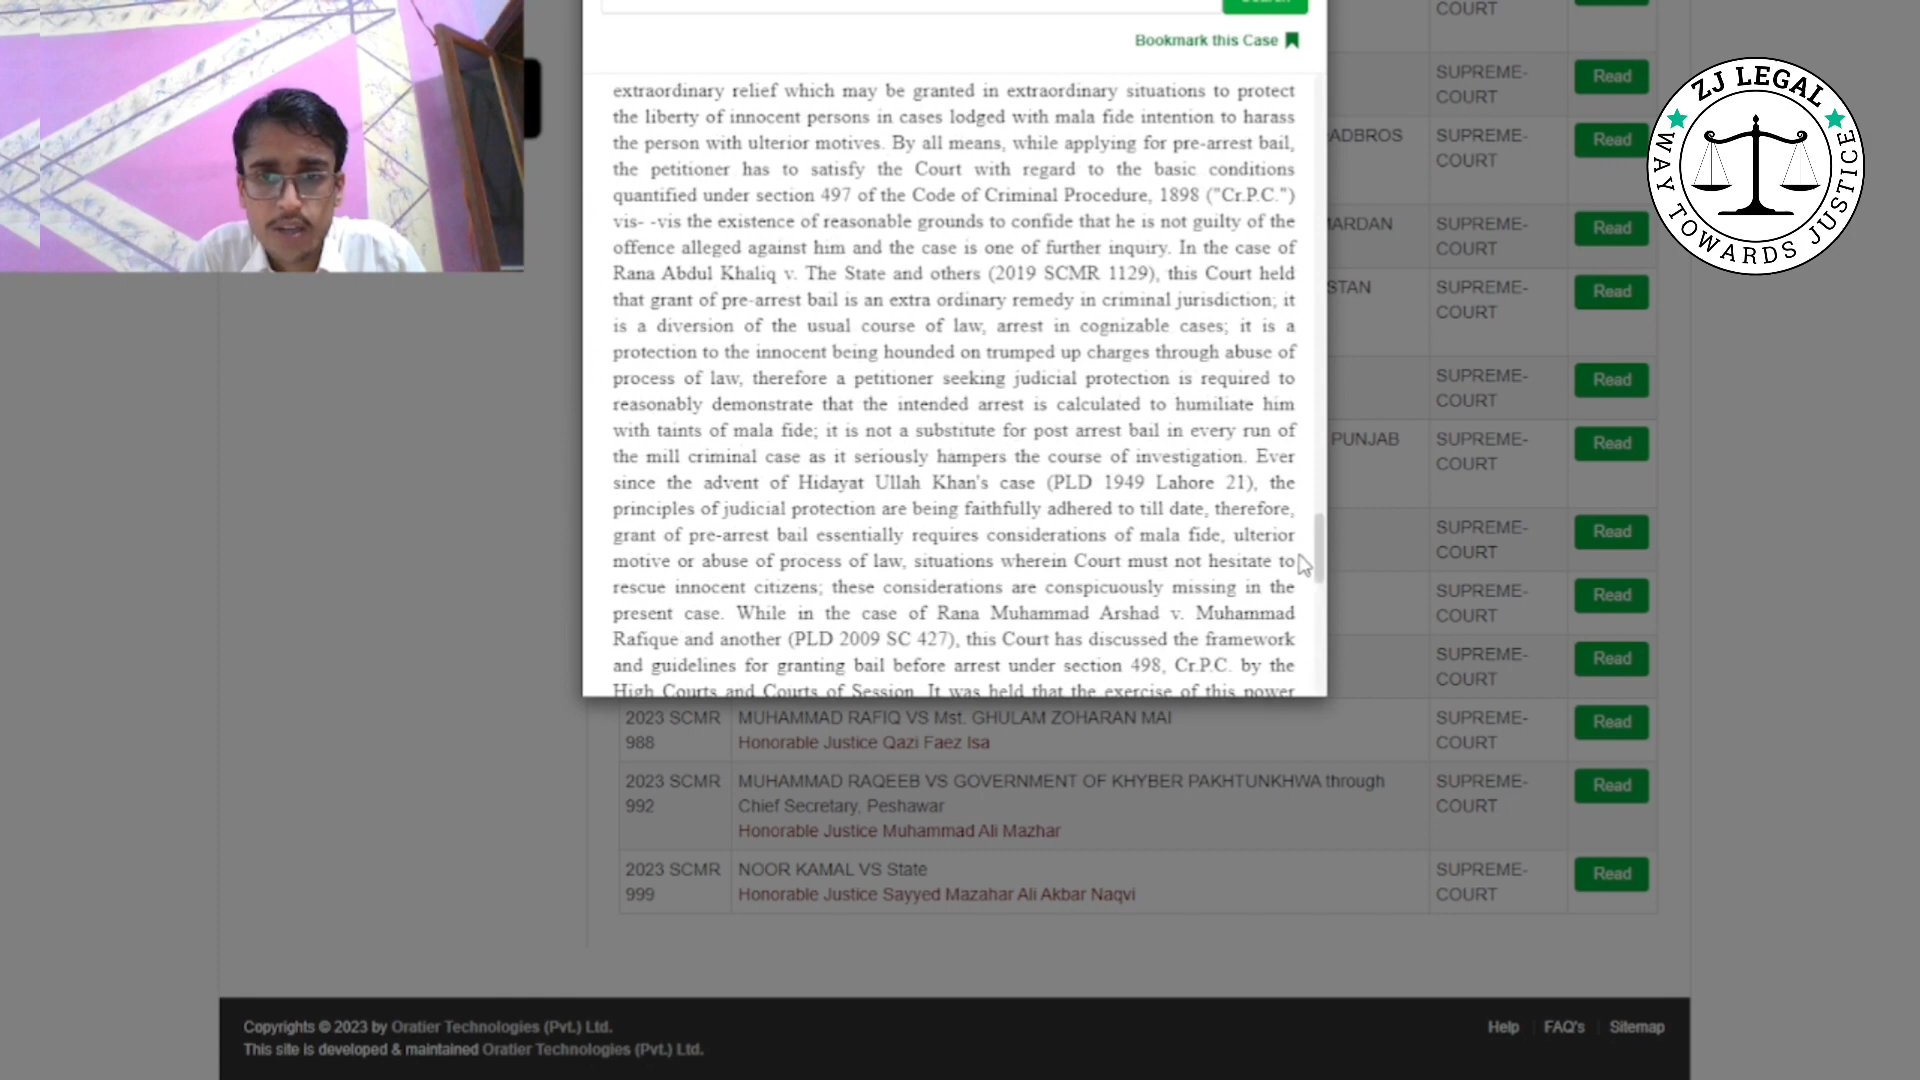 Bookmark this Case
extraordinary relief which may be granted in extraordinary situations to protect
the liberty of innocent persons in cases lodged with mala fide intention to harass
the person with ulterior motives. By all means, while applying for pre-arrest bail,
the petitioner has to satisfy the Court with regard to the basic conditions
quantified under section 497 of the Code of Criminal Procedure, 1898 ("Cr.P.C.")
vis- -vis the existence of reasonable grounds to confide that he is not guilty of the
offence alleged against him and the case is one of further inquiry. In the case of
Rana Abdul Khaliq v. The State and others (2019 SCMR 1129), this Court held
that grant of pre-arrest bail is an extra ordinary remedy in criminal jurisdiction; it
is a diversion of the usual course of law, arrest in cognizable cases; it is a
protection to the innocent being hounded on trumped up charges through abuse of
process of law, therefore a petitioner seeking judicial protection is required to
reasonably demonstrate that the intended arrest is calculated to humiliate him
with taints of mala fide; it is not a substitute for post arrest bail in every run of
the mill criminal case as it seriously hampers the course of investigation. Ever
since the advent of Hidayat Ullah Khan's case (PLD 1949 Lahore 21), the
principles of judicial protection are being faithfully adhered to till date, therefore,
grant of pre-arrest bail essentially requires considerations of mala fide, ulterior
motive or abuse of process of law, situations wherein Court must not hesitate to
rescue innocent citizens; these considerations are conspicuously missing in the
present case. While in the case of Rana Muhammad Arshad v. Muhammad
Rafique and another (PLD 2009 SC 427), this Court has discussed the framework
and guidelines for granting bail before arrest under section 498, Cr.P.C. by the
High Courts and Courts of Session. It was held that the exercise of this power
COURT
SUPREME-
COURT
Read
ADBROS
SUPREME-
COURT
Read
MARDAN
SUPREME-
COURT
Read
STAN
SUPREME-
COURT
Read
SUPREME-
COURT
Read
PUNJAB
SUPREME-
COURT
Read
SUPREME-
COURT
Read
SUPREME-
COURT
Read
SUPREME-
COURT
Read
2023 SCMR
988
MUHAMMAD RAFIQ VS Mst. GHULAM ZOHARAN MAI
Honorable Justice Qazi Faez Isa
SUPREME-
COURT
Read
2023 SCMR
992
MUHAMMAD RAQEEB VS GOVERNMENT OF KHYBER PAKHTUNKHWA through
Chief Secretary, Peshawar
Honorable Justice Muhammad Ali Mazhar
SUPREME-
COURT
Read
2023 SCMR
999
NOOR KAMAL VS State
Honorable Justice Sayyed Mazahar Ali Akbar Naqvi
SUPREME-
COURT
Read
ZJ LEGAL
WAY TOWARDS JUSTICE
Copyrights © 2023 by Oratier Technologies (Pvt.) Ltd.
This site is developed & maintained Oratier Technologies (Pvt.) Ltd.
Help
FAQ's
Sitemap